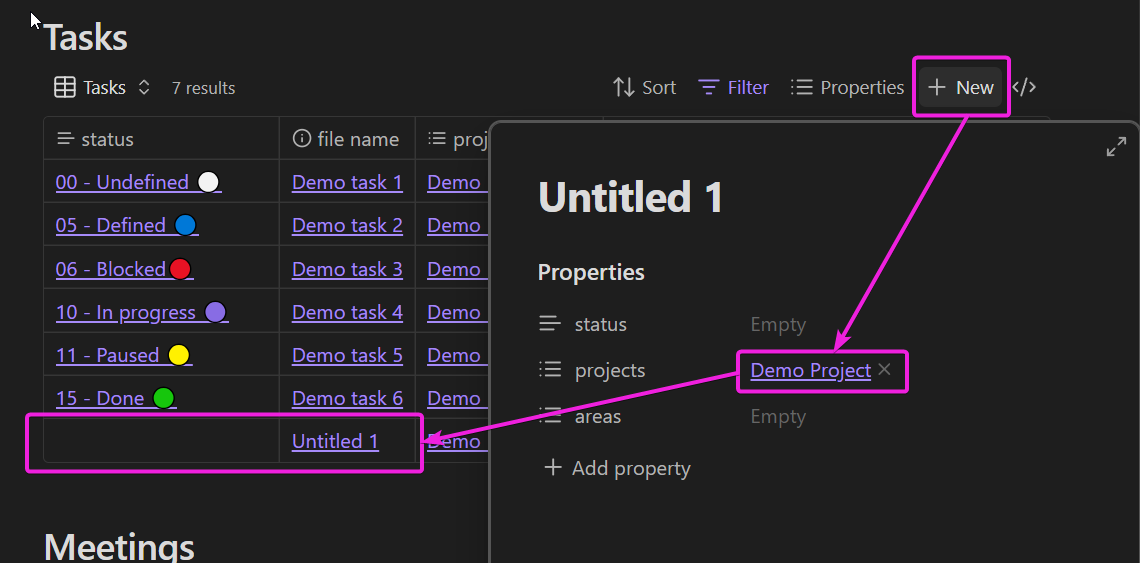 Tasks
Tasks 7 results Sort Filter Properties + New </>
status file name proj
00 - Undefined Demo task 1 Demo
05 - Defined Demo task 2 Demo
06 - Blocked Demo task 3 Demo
10 - In progress Demo task 4 Demo
11 - Paused Demo task 5 Demo
15 - Done Demo task 6 Demo
Untitled 1 Demo
Untitled 1
Properties
status Empty
projects Demo Project ×
areas Empty
+ Add property
Meetings